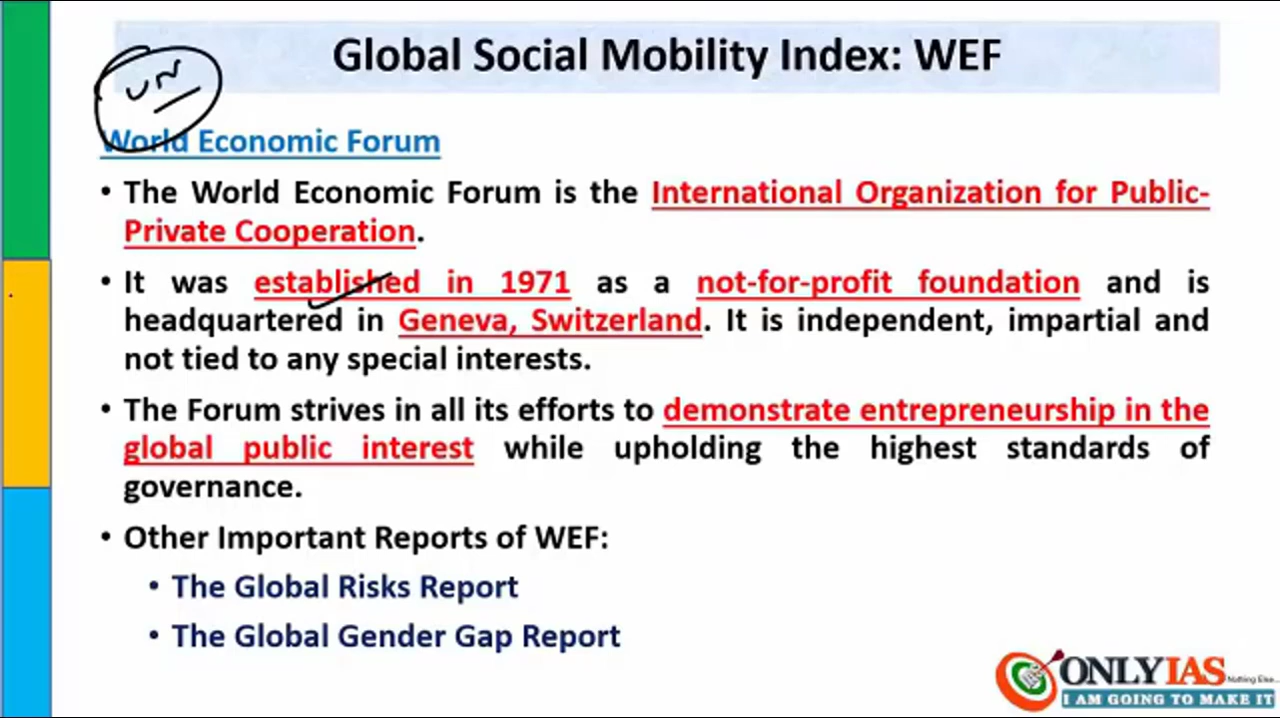 Global Social Mobility Index: WEF
UN
World Economic Forum
• The World Economic Forum is the International Organization for Public-
Private Cooperation.
• It was established in 1971 as a not-for-profit foundation and is
headquartered in Geneva, Switzerland. It is independent, impartial and
not tied to any special interests.
• The Forum strives in all its efforts to demonstrate entrepreneurship in the
global public interest while upholding the highest standards of
governance.
• Other Important Reports of WEF:
• The Global Risks Report
• The Global Gender Gap Report
ONLYIAS
Nothing Else...
I AM GOING TO MAKE IT